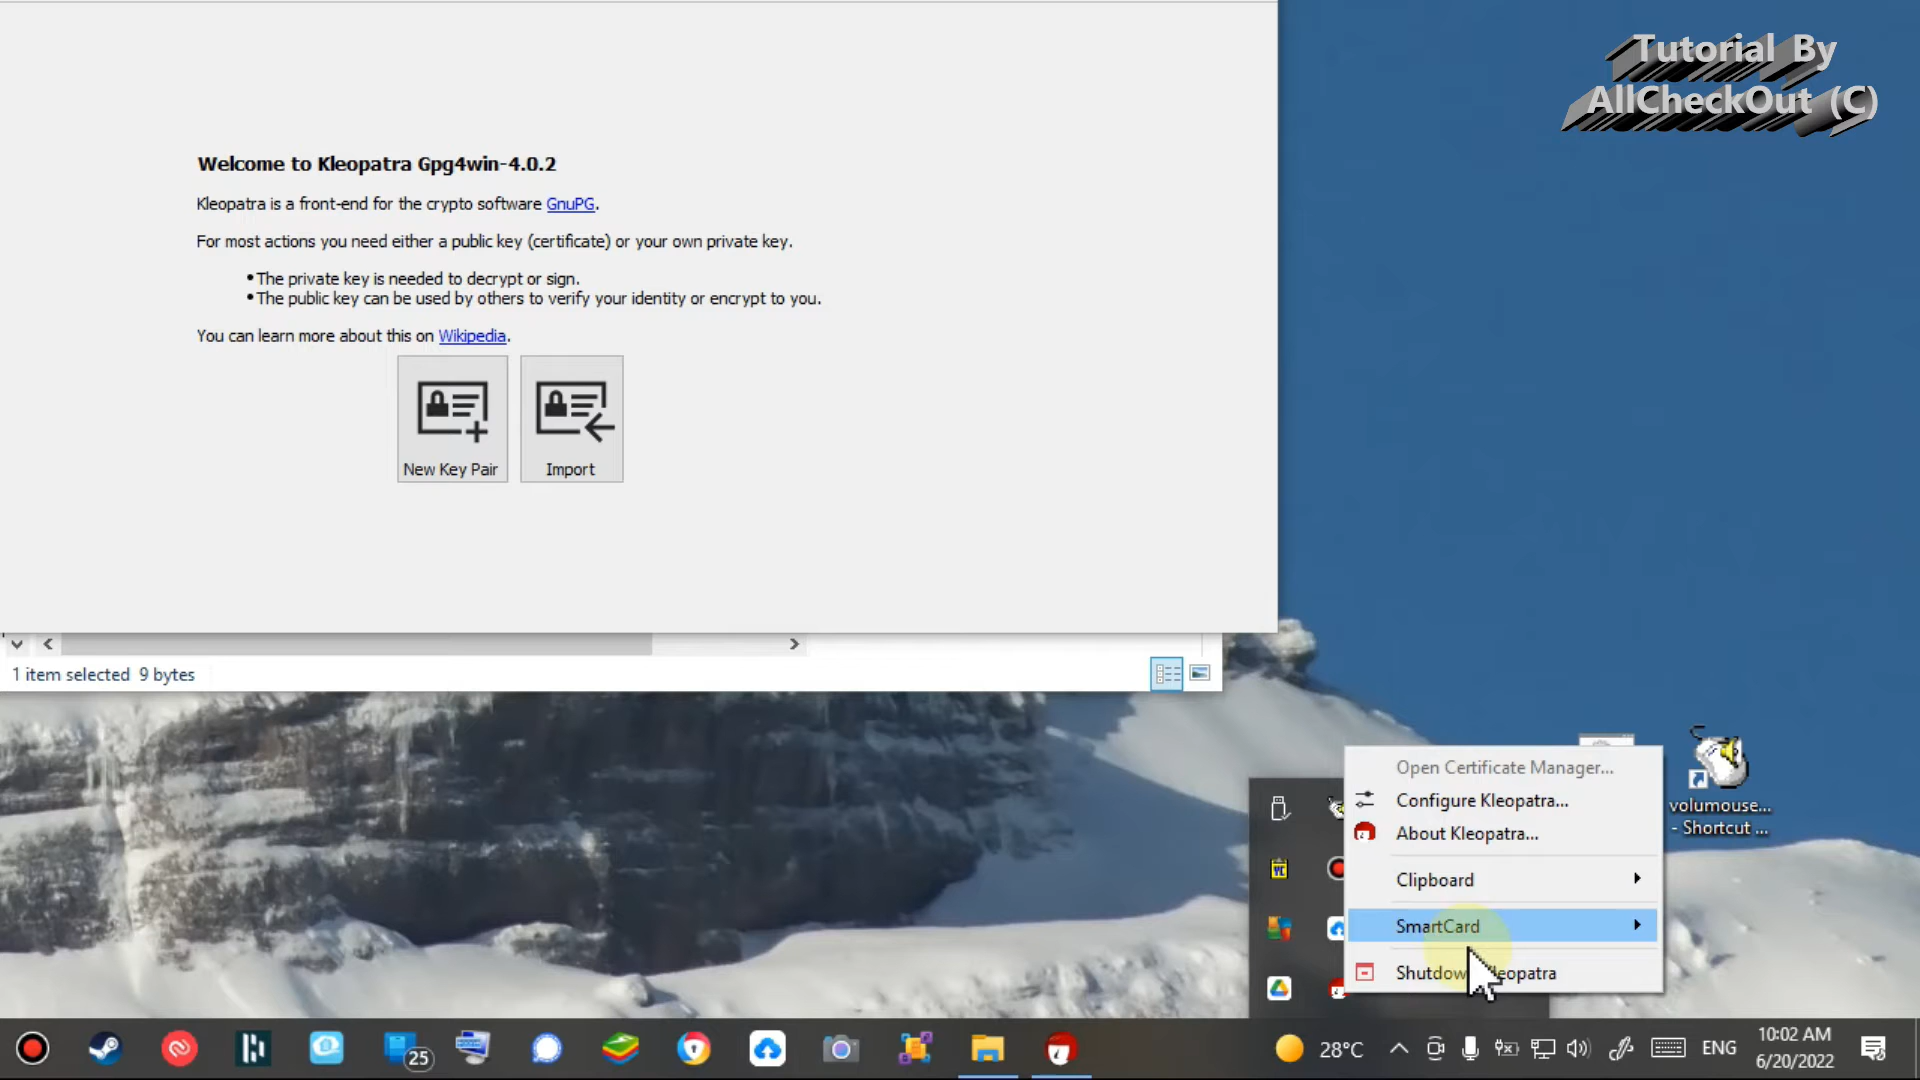 Tutorial By
AllCheckOut (C)
Welcome to Kleopatra Gpg4win-4.0.2
Kleopatra is a front-end for the crypto software GnuPG.
For most actions you need either a public key (certificate) or your own private key.
•The private key is needed to decrypt or sign.
•The public key can be used by others to verify your identity or encrypt to you.
You can learn more about this on Wikipedia.
New Key Pair
Import
1 item selected 9 bytes
Open Certificate Manager...
Configure Kleopatra...
About Kleopatra...
Clipboard
SmartCard
Shutdown Kleopatra
volumouse...
- Shortcut ...
25
28°C
ENG
10:02 AM
6/20/2022